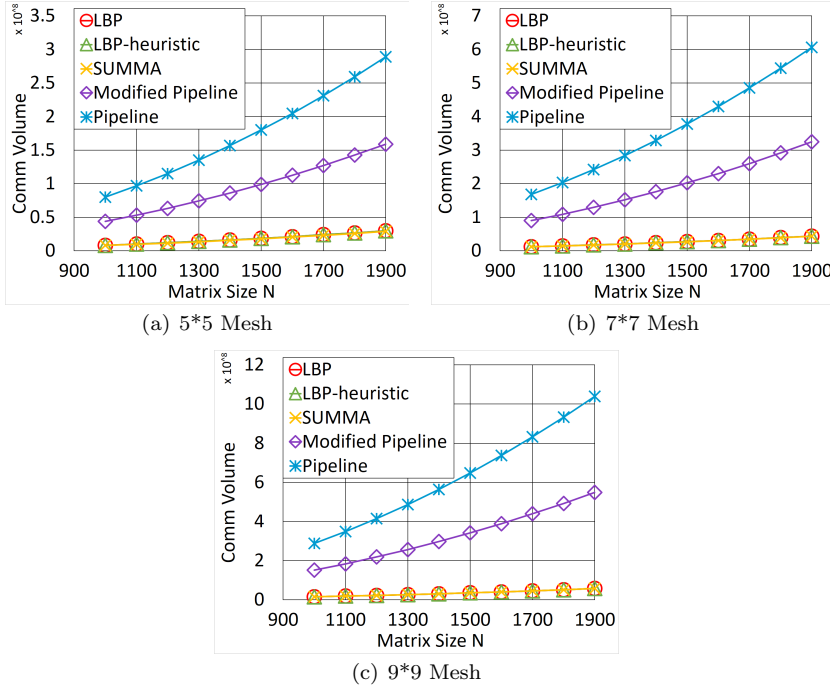 x 10^8
3.5
3
2.5
2
1.5
1
0.5
0
Comm Volume
LBP
LBP-heuristic
SUMMA
Modified Pipeline
Pipeline
900 1100 1300 1500 1700 1900
Matrix Size N
(a) 5*5 Mesh
x 10^8
7
6
5
4
3
2
1
0
Comm Volume
LBP
LBP-heuristic
SUMMA
Modified Pipeline
Pipeline
900 1100 1300 1500 1700 1900
Matrix Size N
(b) 7*7 Mesh
x 10^8
12
10
8
6
4
2
0
Comm Volume
LBP
LBP-heuristic
SUMMA
Modified Pipeline
Pipeline
900 1100 1300 1500 1700 1900
Matrix Size N
(c) 9*9 Mesh